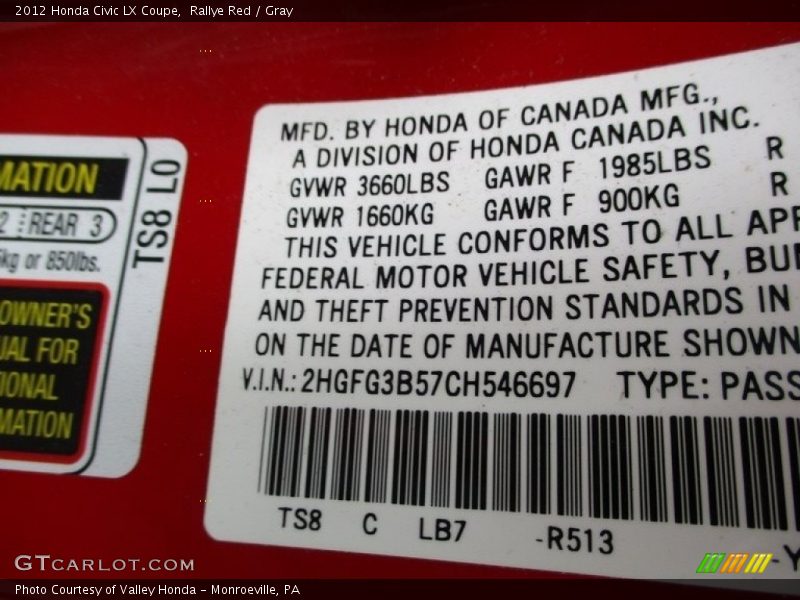 2012 Honda Civic LX Coupe,  Rallye Red / Gray
MATION
2 REAR 3
kg or 850lbs.
OWNER'S
FOR
TS8 L0
MFD. BY HONDA OF CANADA MFG.,
A DIVISION OF HONDA CANADA INC.
GVWR 3660LBS GAWR F 1985LBS R
GVWR 1660KG GAWR F 900KG R
THIS VEHICLE CONFORMS TO ALL APP
FEDERAL MOTOR VEHICLE SAFETY, BU
AND THEFT PREVENTION STANDARDS IN
ON THE DATE OF MANUFACTURE SHOWN
V.I.N.: 2HGFG3B57CH546697 TYPE: PASS
TS8 C LB7 -R513 -Y
GTCARLOT.COM
Photo Courtesy of Valley Honda - Monroeville, PA